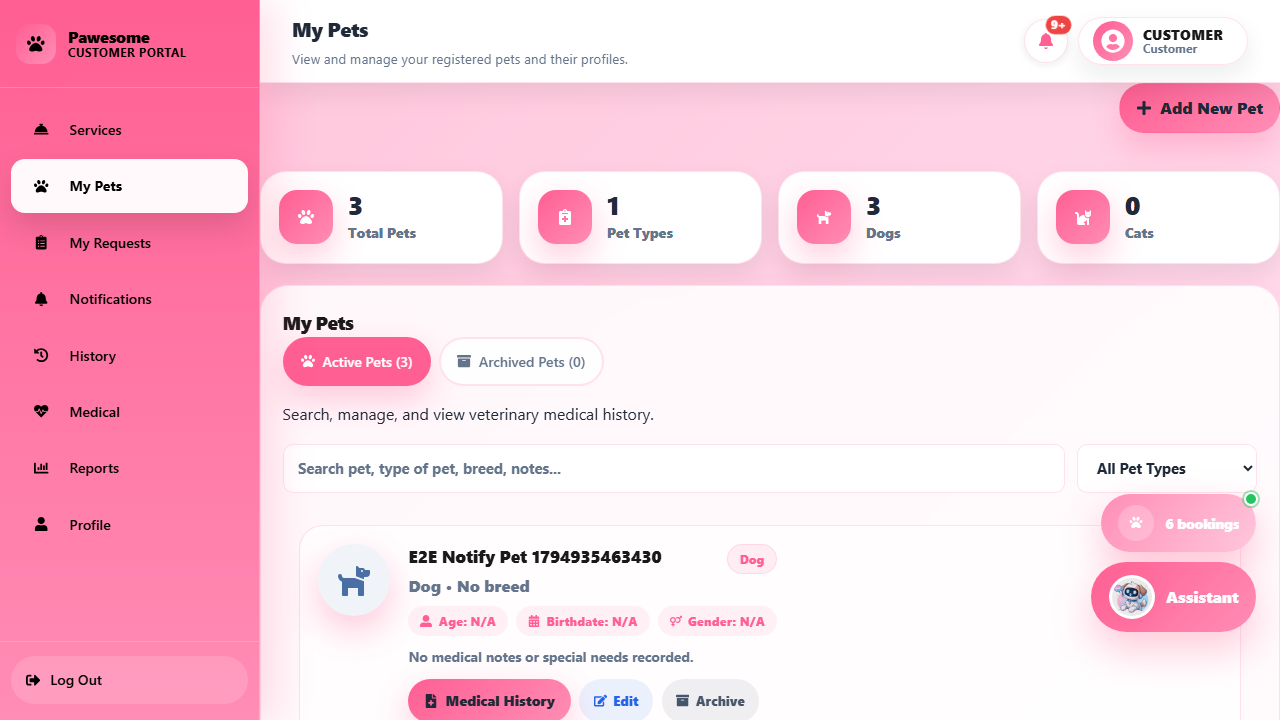 Pawesome
CUSTOMER PORTAL
Services
My Pets
My Requests
Notifications
History
Medical
Reports
Profile
Log Out
My Pets
View and manage your registered pets and their profiles.
9+
CUSTOMER
Customer
Add New Pet
3
Total Pets
1
Pet Types
3
Dogs
0
Cats
My Pets
Active Pets (3)
Archived Pets (0)
Search, manage, and view veterinary medical history.
Search pet, type of pet, breed, notes...
All Pet Types
6 bookings
Assistant
E2E Notify Pet 1794935463430
Dog
Dog • No breed
Age: N/A
Birthdate: N/A
Gender: N/A
No medical notes or special needs recorded.
Medical History
Edit
Archive